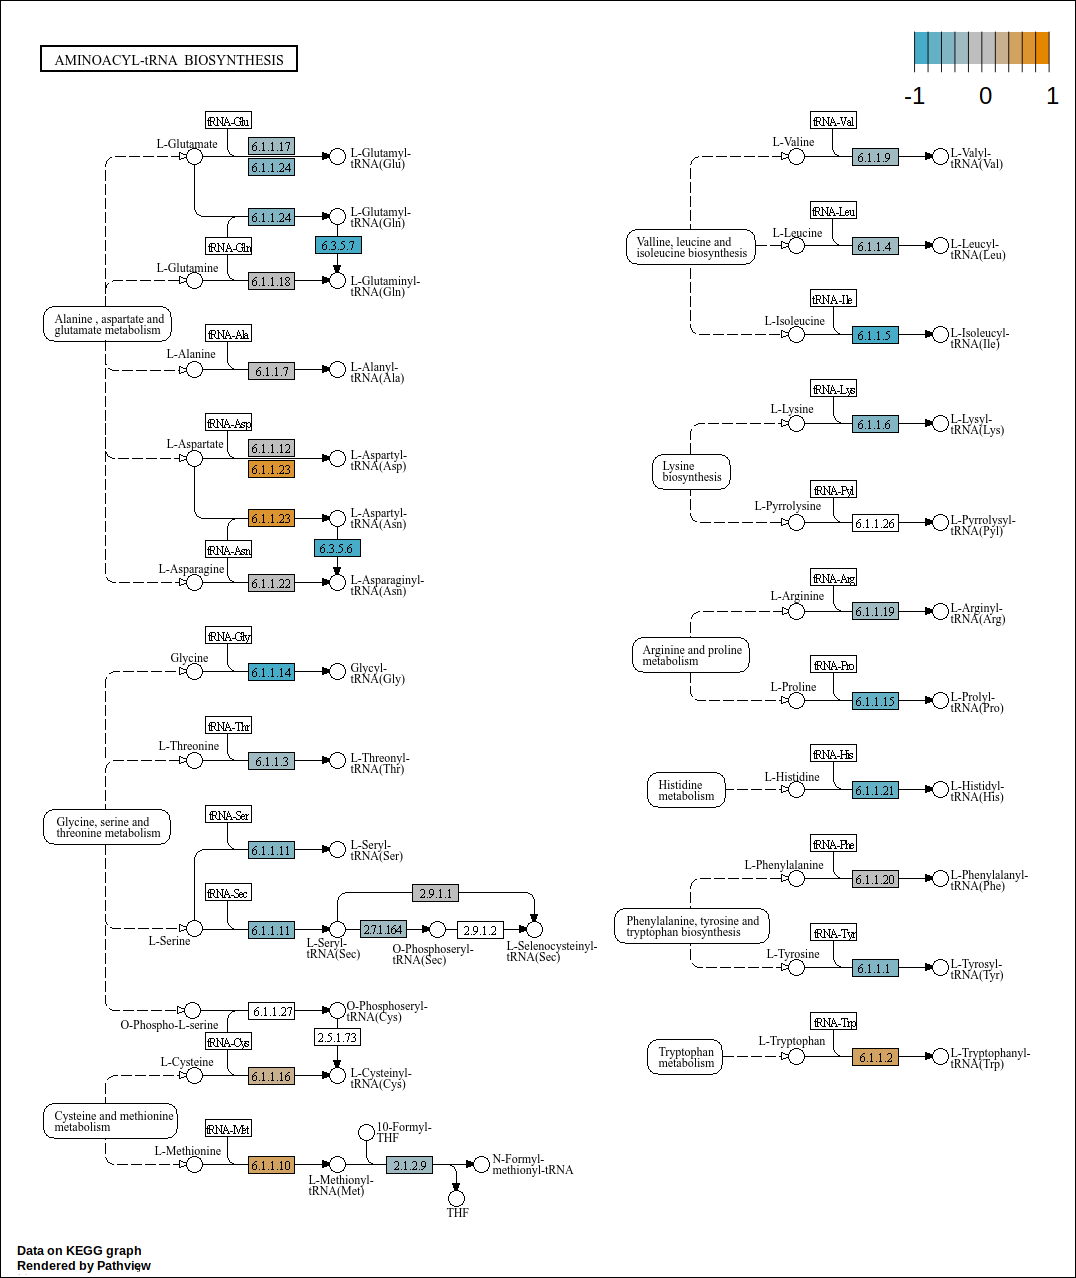 AMINOACYL-tRNA BIOSYNTHESIS
-1 0 1
tRNA-Glu
L-Glutamate
6.1.1.17
6.1.1.24
L-Glutamyl-
tRNA(Glu)
6.1.1.24
L-Glutamyl-
tRNA(Gln)
tRNA-Gln
6.3.5.7
L-Glutamine
6.1.1.18
L-Glutaminyl-
tRNA(Gln)
Alanine , aspartate and
glutamate metabolism
tRNA-Ala
L-Alanine
6.1.1.7
L-Alanyl-
tRNA(Ala)
tRNA-Asp
L-Aspartate
6.1.1.12
6.1.1.23
L-Aspartyl-
tRNA(Asp)
6.1.1.23
L-Aspartyl-
tRNA(Asn)
tRNA-Asn
6.3.5.6
L-Asparagine
6.1.1.22
L-Asparaginyl-
tRNA(Asn)
tRNA-Gly
Glycine
6.1.1.14
Glycyl-
tRNA(Gly)
tRNA-Thr
L-Threonine
6.1.1.3
L-Threonyl-
tRNA(Thr)
Glycine, serine and
threonine metabolism
tRNA-Ser
6.1.1.11
L-Seryl-
tRNA(Ser)
tRNA-Sec
L-Serine
6.1.1.11
L-Seryl-
tRNA(Sec)
2.9.1.1
2.7.1.164
O-Phosphoseryl-
tRNA(Sec)
2.9.1.2
L-Selenocysteinyl-
tRNA(Sec)
O-Phospho-L-serine
6.1.1.27
O-Phosphoseryl-
tRNA(Cys)
tRNA-Cys
2.5.1.73
L-Cysteine
6.1.1.16
L-Cysteinyl-
tRNA(Cys)
Cysteine and methionine
metabolism
tRNA-Met
L-Methionine
6.1.1.10
L-Methionyl-
tRNA(Met)
10-Formyl-
THF
2.1.2.9
N-Formyl-
methionyl-tRNA
THF
tRNA-Val
L-Valine
6.1.1.9
L-Valyl-
tRNA(Val)
Valline, leucine and
isoleucine biosynthesis
tRNA-Leu
L-Leucine
6.1.1.4
L-Leucyl-
tRNA(Leu)
tRNA-Ile
L-Isoleucine
6.1.1.5
L-Isoleucyl-
tRNA(Ile)
tRNA-Lys
L-Lysine
6.1.1.6
L-Lysyl-
tRNA(Lys)
Lysine
biosynthesis
tRNA-Pyl
L-Pyrrolysine
6.1.1.26
L-Pyrrolysyl-
tRNA(Pyl)
tRNA-Arg
L-Arginine
6.1.1.19
L-Arginyl-
tRNA(Arg)
Arginine and proline
metabolism
tRNA-Pro
L-Proline
6.1.1.15
L-Prolyl-
tRNA(Pro)
tRNA-His
Histidine
metabolism
L-Histidine
6.1.1.21
L-Histidyl-
tRNA(His)
tRNA-Phe
L-Phenylalanine
6.1.1.20
L-Phenylalanyl-
tRNA(Phe)
Phenylalanine, tyrosine and
tryptophan biosynthesis
tRNA-Tyr
L-Tyrosine
6.1.1.1
L-Tyrosyl-
tRNA(Tyr)
tRNA-Trp
Tryptophan
metabolism
L-Tryptophan
6.1.1.2
L-Tryptophanyl-
tRNA(Trp)
Data on KEGG graph
Rendered by Pathview